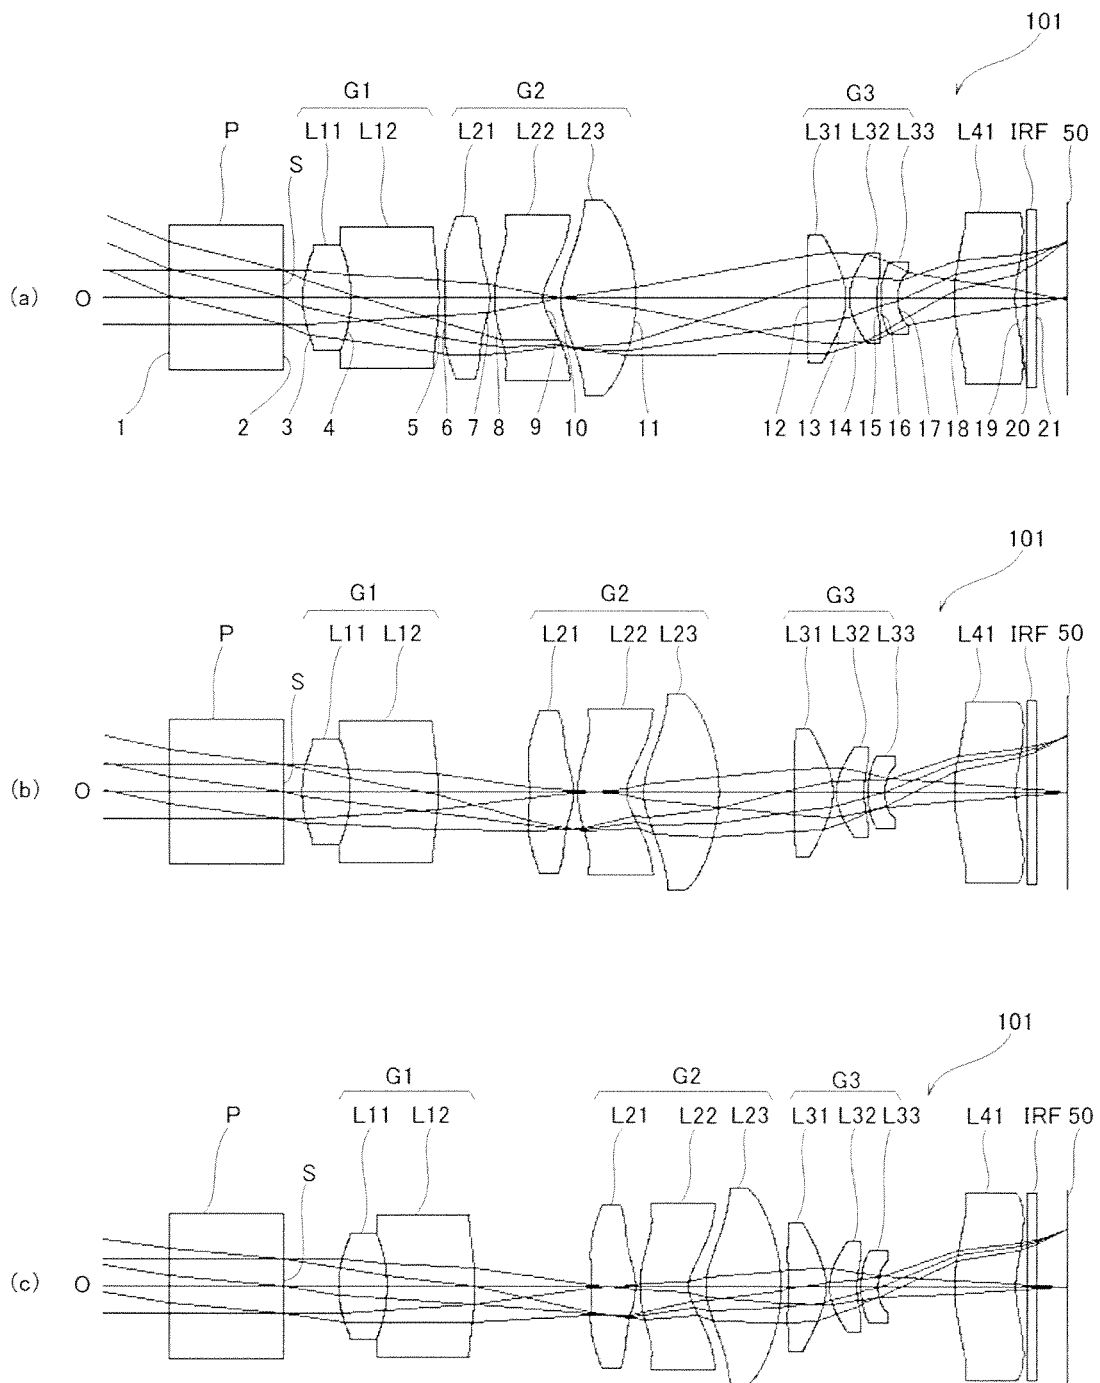 101
G1 G2 G3
P L11 L12 L21 L22 L23 L31 L32 L33 L41 IRF 50
S
(a) O
1 2 3 4 5 6 7 8 9 10 11 12 13 14 15 16 17 18 19 20 21
101
G1 G2 G3
P L11 L12 L21 L22 L23 L31 L32 L33 L41 IRF 50
S
(b) O
101
G1 G2 G3
P L11 L12 L21 L22 L23 L31 L32 L33 L41 IRF 50
S
(c) O